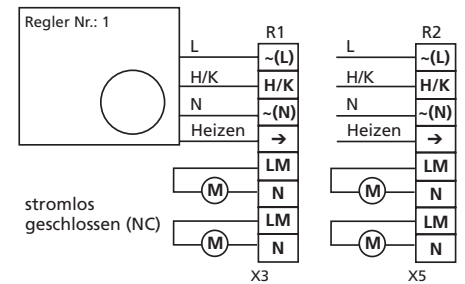 Regler Nr.: 1
R1
R2
L
~(L)
L
~(L)
H/K
H/K
H/K
H/K
N
~(N)
N
~(N)
Heizen
➔
Heizen
➔
LM
LM
M
N
M
N
stromlos
geschlossen (NC)
LM
LM
M
N
M
N
X3
X5